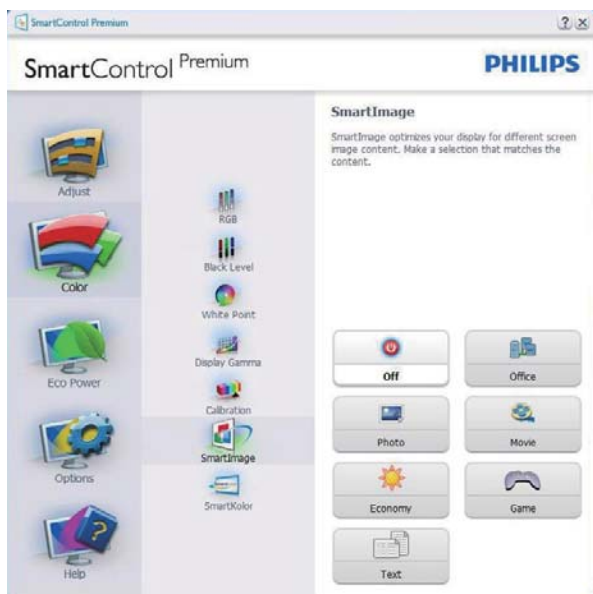 SmartControl Premium
SmartControl Premium
PHILIPS
Adjust
Color
Eco Power
Options
Help
RGB
Black Level
White Point
Display Gamma
Calibration
SmartImage
SmartKolor
SmartImage
SmartImage optimizes your display for different screen
image content. Make a selection that matches the
content.
Off
Office
Photo
Movie
Economy
Game
Text